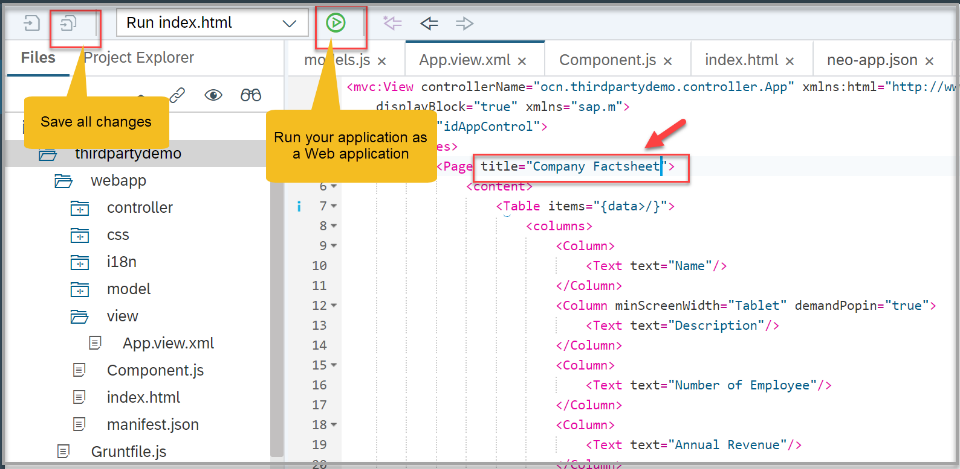 Run index.html
Files
Project Explorer
models.js ×
App.view.xml ×
Component.js ×
index.html ×
neo-app.json ×
Save all changes
Run your application as
a Web application
thirdpartydemo
webapp
controller
css
i18n
model
view
App.view.xml
Component.js
index.html
manifest.json
Gruntfile.js
<mvc:View controllerName="ocn.thirdpartydemo.controller.App" xmlns:html="http://ww
displayBlock="true" xmlns="sap.m">
"idAppControl">
es>
<Page title="Company Factsheet">
6 <content>
i 7 <Table items="{data>/}">
8 <columns>
9 <Column>
10 <Text text="Name"/>
11 </Column>
12 <Column minScreenWidth="Tablet" demandPopin="true">
13 <Text text="Description"/>
14 </Column>
15 <Column>
16 <Text text="Number of Employee"/>
17 </Column>
18 <Column>
19 <Text text="Annual Revenue"/>
20 </Column>